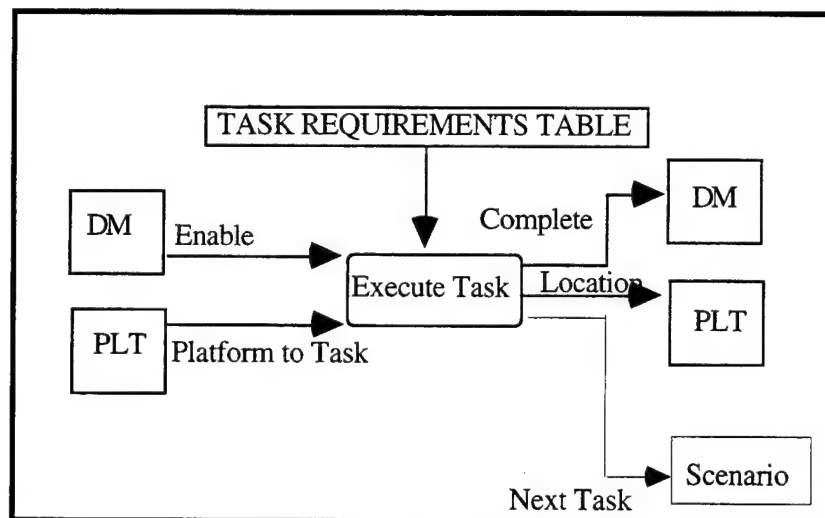 TASK REQUIREMENTS TABLE
DM
Enable
Complete
DM
Execute Task
Location
PLT
Platform to Task
PLT
Next Task
Scenario